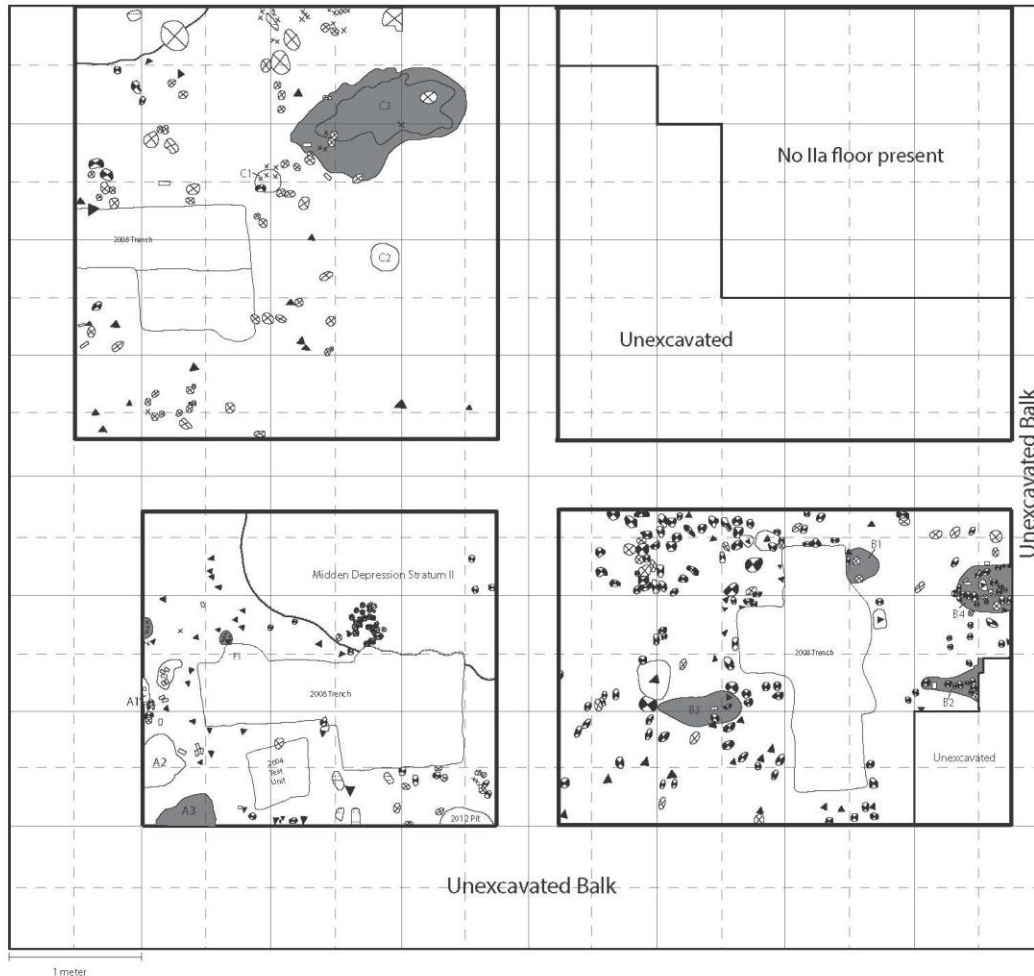 C3
C1
No IIa floor present
2008 Trench
C2
Unexcavated
Unexcavated Balk
B1
Midden Depression Stratum II
B4
F1
2008 Trench
2008 Trench
A1
B2
B3
A2
2004
Test
Unit
Unexcavated
A3
2012 Pit
Unexcavated Balk
1 meter